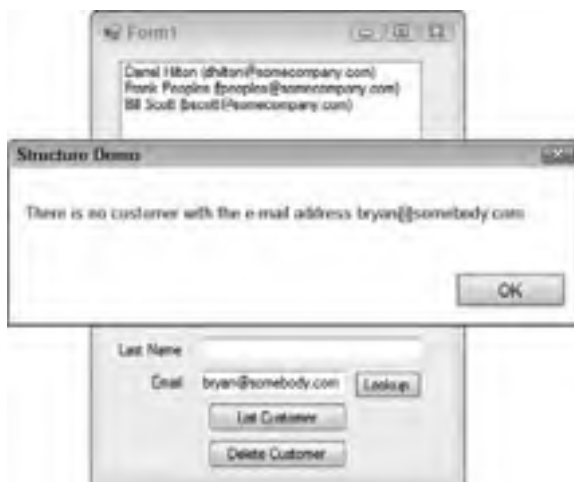 Form1
Darrel Hilton (dhilton@somecompany.com)
Frank Peoples (fpeoples@somecompany.com)
Bill Scott (bscott@somecompany.com)
Structure Demo
There is no customer with the e-mail address bryan@somebody.com
OK
Last Name
Email bryan@somebody.com Lookup
List Customer
Delete Customer